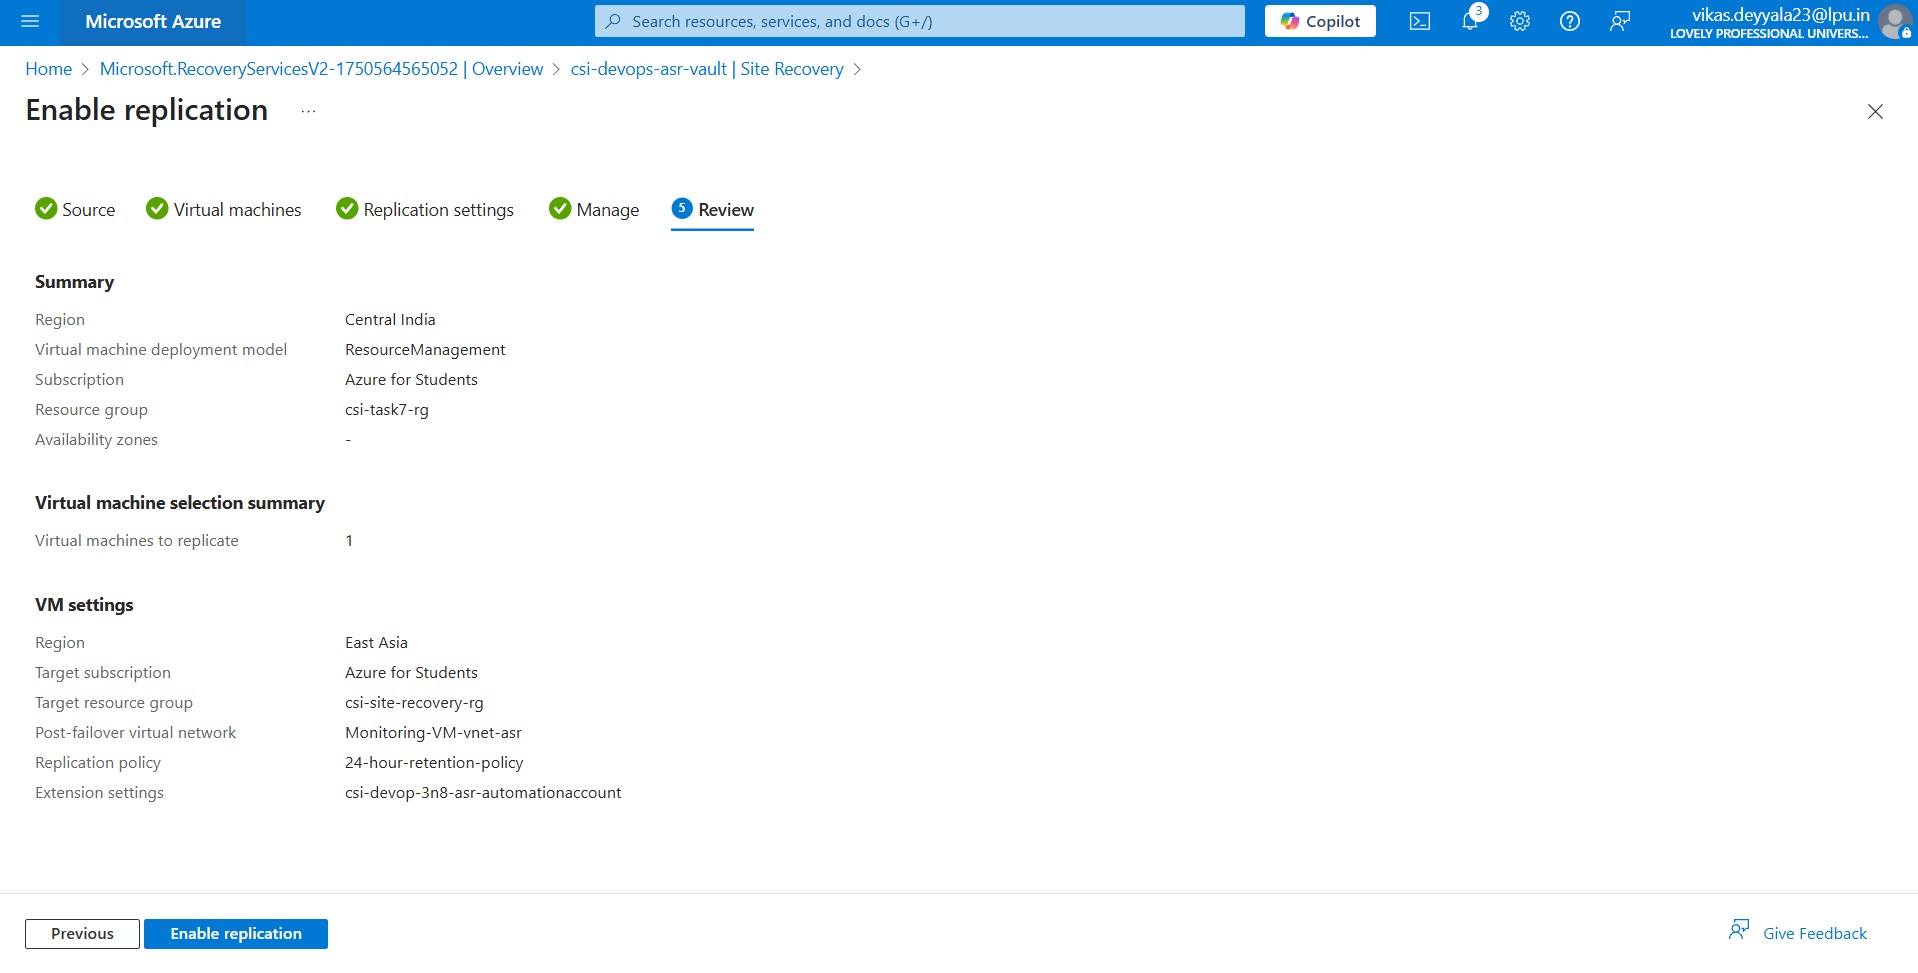 Microsoft Azure
Search resources, services, and docs (G+/)
Copilot
3
vikas.deyyala23@lpu.in
LOVELY PROFESSIONAL UNIVERS...
Home > Microsoft.RecoveryServicesV2-1750564565052 | Overview > csi-devops-asr-vault | Site Recovery >
Enable replication ...
Source
Virtual machines
Replication settings
Manage
5 Review
Summary
Region Central India
Virtual machine deployment model ResourceManagement
Subscription Azure for Students
Resource group csi-task7-rg
Availability zones -
Virtual machine selection summary
Virtual machines to replicate 1
VM settings
Region East Asia
Target subscription Azure for Students
Target resource group csi-site-recovery-rg
Post-failover virtual network Monitoring-VM-vnet-asr
Replication policy 24-hour-retention-policy
Extension settings csi-devop-3n8-asr-automationaccount
Previous
Enable replication
Give Feedback